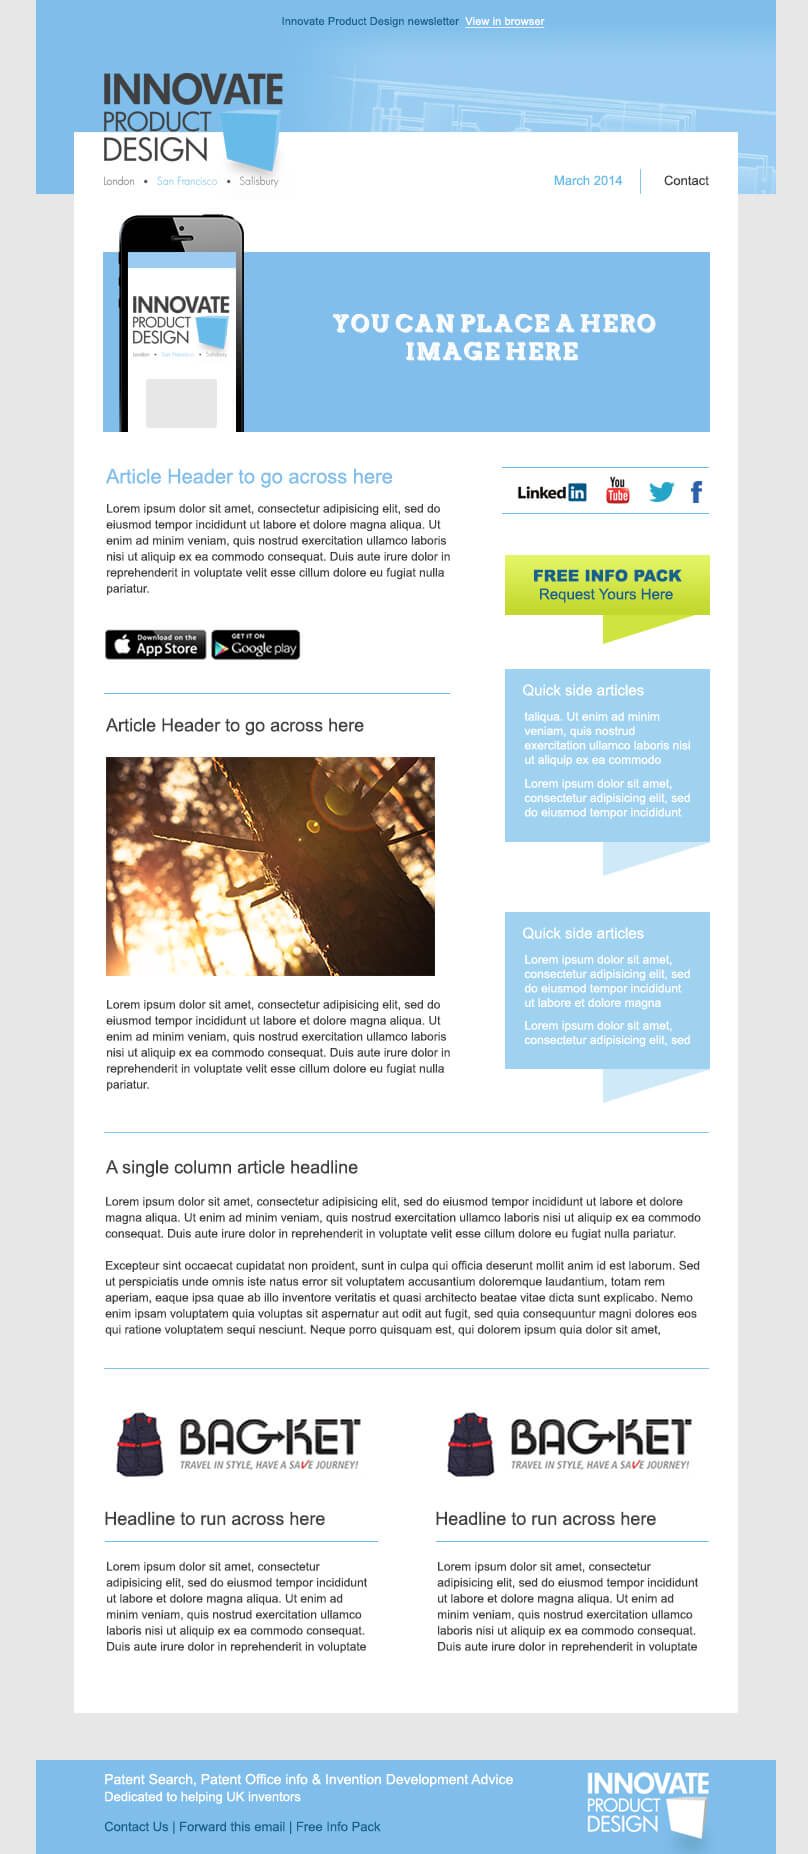 Innovate Product Design newsletter View in browser
INNOVATE
PRODUCT
DESIGN
London • San Francisco • Salisbury
March 2014
Contact
INNOVATE
PRODUCT
DESIGN
London • San Francisco • Salisbury
YOU CAN PLACE A HERO
IMAGE HERE
Article Header to go across here
Lorem ipsum dolor sit amet, consectetur adipisicing elit, sed do
eiusmod tempor incididunt ut labore et dolore magna aliqua. Ut
enim ad minim veniam, quis nostrud exercitation ullamco laboris
nisi ut aliquip ex ea commodo consequat. Duis aute irure dolor in
reprehenderit in voluptate velit esse cillum dolore eu fugiat nulla
pariatur.
Download on the
App Store
GET IT ON
Google play
Linked in
You
Tube
f
FREE INFO PACK
Request Yours Here
Quick side articles
taliqua. Ut enim ad minim
veniam, quis nostrud
exercitation ullamco laboris nisi
ut aliquip ex ea commodo
Lorem ipsum dolor sit amet,
consectetur adipisicing elit, sed
do eiusmod tempor incididunt
Article Header to go across here
Lorem ipsum dolor sit amet, consectetur adipisicing elit, sed do
eiusmod tempor incididunt ut labore et dolore magna aliqua. Ut
enim ad minim veniam, quis nostrud exercitation ullamco laboris
nisi ut aliquip ex ea commodo consequat. Duis aute irure dolor in
reprehenderit in voluptate velit esse cillum dolore eu fugiat nulla
pariatur.
Quick side articles
Lorem ipsum dolor sit amet,
consectetur adipisicing elit, sed
do eiusmod tempor incididunt
ut labore et dolore magna
Lorem ipsum dolor sit amet,
consectetur adipisicing elit, sed
A single column article headline
Lorem ipsum dolor sit amet, consectetur adipisicing elit, sed do eiusmod tempor incididunt ut labore et dolore
magna aliqua. Ut enim ad minim veniam, quis nostrud exercitation ullamco laboris nisi ut aliquip ex ea commodo
consequat. Duis aute irure dolor in reprehenderit in voluptate velit esse cillum dolore eu fugiat nulla pariatur.
Excepteur sint occaecat cupidatat non proident, sunt in culpa qui officia deserunt mollit anim id est laborum. Sed
ut perspiciatis unde omnis iste natus error sit voluptatem accusantium doloremque laudantium, totam rem
aperiam, eaque ipsa quae ab illo inventore veritatis et quasi architecto beatae vitae dicta sunt explicabo. Nemo
enim ipsam voluptatem quia voluptas sit aspernatur aut odit aut fugit, sed quia consequuntur magni dolores eos
qui ratione voluptatem sequi nesciunt. Neque porro quisquam est, qui dolorem ipsum quia dolor sit amet,
BAG-KET
TRAVEL IN STYLE, HAVE A SAVE JOURNEY!
Headline to run across here
Lorem ipsum dolor sit amet, consectetur
adipisicing elit, sed do eiusmod tempor incididunt
ut labore et dolore magna aliqua. Ut enim ad
minim veniam, quis nostrud exercitation ullamco
laboris nisi ut aliquip ex ea commodo consequat.
Duis aute irure dolor in reprehenderit in voluptate
BAG-KET
TRAVEL IN STYLE, HAVE A SAVE JOURNEY!
Headline to run across here
Lorem ipsum dolor sit amet, consectetur
adipisicing elit, sed do eiusmod tempor incididunt
ut labore et dolore magna aliqua. Ut enim ad
minim veniam, quis nostrud exercitation ullamco
laboris nisi ut aliquip ex ea commodo consequat.
Duis aute irure dolor in reprehenderit in voluptate
Patent Search, Patent Office info & Invention Development Advice
Dedicated to helping UK inventors
Contact Us | Forward this email | Free Info Pack
INNOVATE
PRODUCT
DESIGN